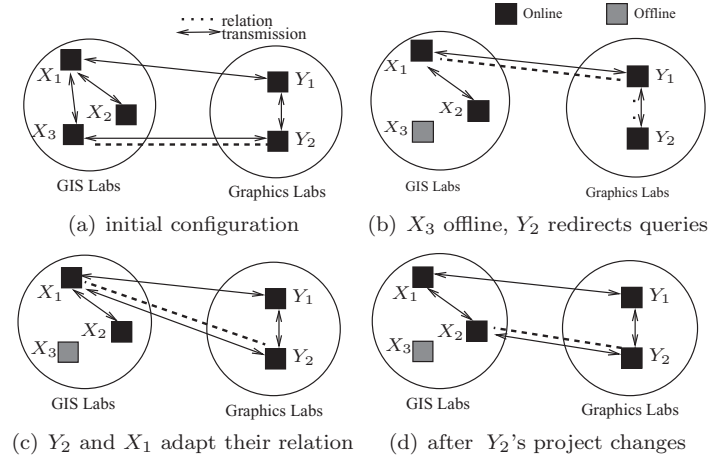 relation
transmission
Online
Offline
X1
X2
X3
Y1
Y2
GIS Labs
Graphics Labs
(a) initial configuration
X1
X2
X3
Y1
Y2
GIS Labs
Graphics Labs
(b) X3 offline, Y2 redirects queries
X1
X2
X3
Y1
Y2
GIS Labs
Graphics Labs
(c) Y2 and X1 adapt their relation
X1
X2
X3
Y1
Y2
GIS Labs
Graphics Labs
(d) after Y2's project changes